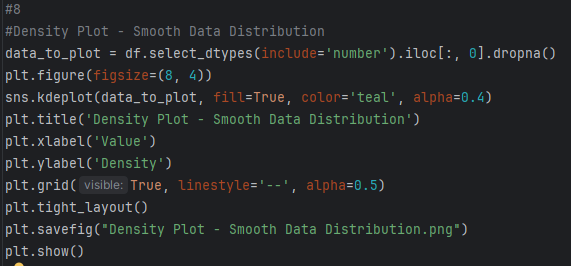 #8
#Density Plot - Smooth Data Distribution
data_to_plot = df.select_dtypes(include='number').iloc[:, 0].dropna()
plt.figure(figsize=(8, 4))
sns.kdeplot(data_to_plot, fill=True, color='teal', alpha=0.4)
plt.title('Density Plot - Smooth Data Distribution')
plt.xlabel('Value')
plt.ylabel('Density')
plt.grid( visible: True, linestyle='--', alpha=0.5)
plt.tight_layout()
plt.savefig("Density Plot - Smooth Data Distribution.png")
plt.show()